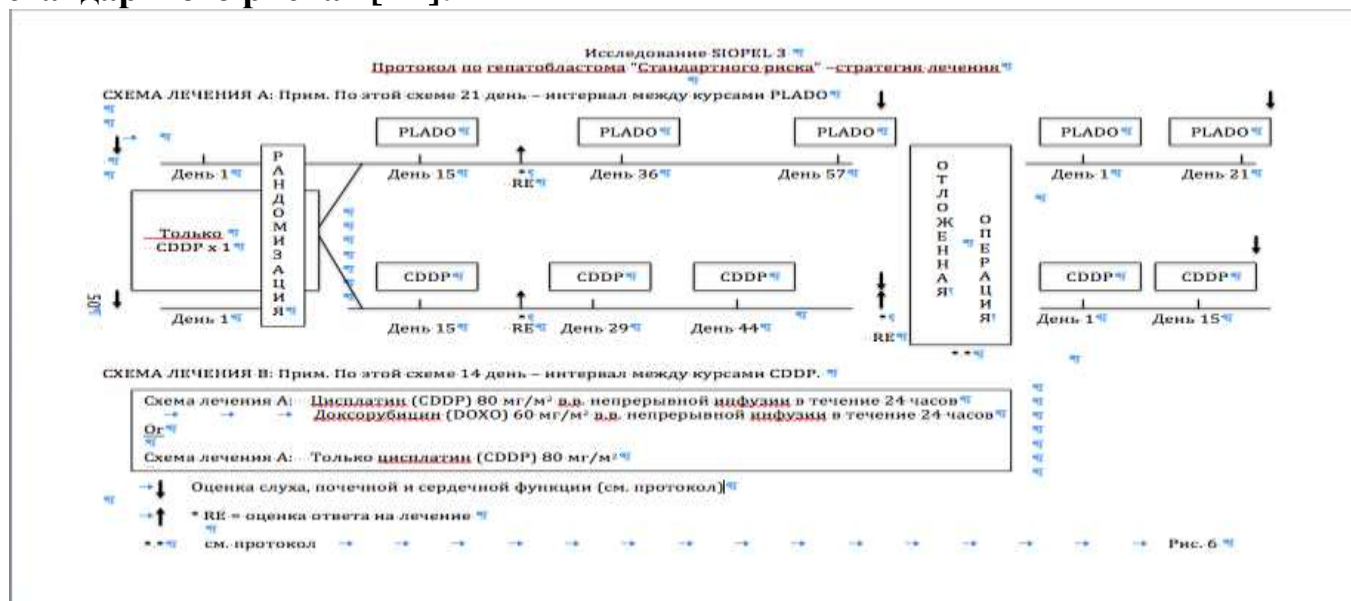 Исследование SIOPEL 3
Протокол по гепатобластома "Стандартного риска" –стратегия лечения
СХЕМА ЛЕЧЕНИЯ А: Прим. По этой схеме 21 день – интервал между курсами PLADO
PLADO PLADO PLADO PLADO PLADO
День 1 День 15 * RE День 36 День 57 День 1 День 21
РАНДОМИЗАЦИЯ
ОТЛОЖЕННАЯ ОПЕРАЦИЯ
Только
CDDP x 1
CDDP CDDP CDDP CDDP CDDP
День 1 День 15 * RE День 29 День 44 * RE День 1 День 15
**
СХЕМА ЛЕЧЕНИЯ В: Прим. По этой схеме 14 день – интервал между курсами CDDP.
Схема лечения А: Цисплатин (CDDP) 80 мг/м² в.в. непрерывной инфузии в течение 24 часов
Доксорубицин (DOXO) 60 мг/м² в.в. непрерывной инфузии в течение 24 часов
Or
Схема лечения А: Только цисплатин (CDDP) 80 мг/м²
Оценка слуха, почечной и сердечной функции (см. протокол)
* RE = оценка ответа на лечение
*.* см. протокол Рис. 6